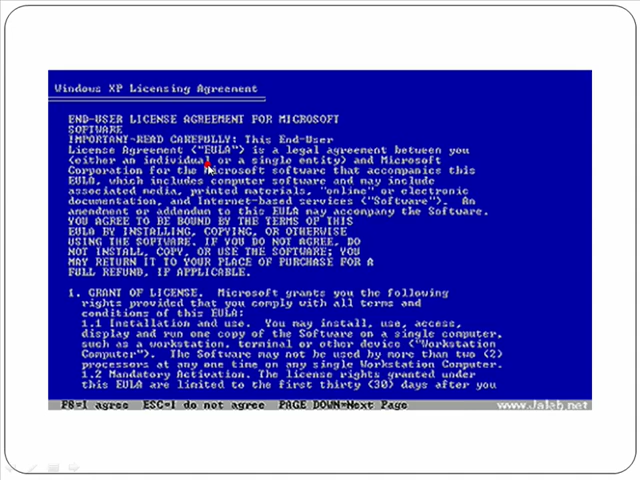 Windows XP Licensing Agreement
END-USER LICENSE AGREEMENT FOR MICROSOFT
SOFTWARE
IMPORTANT-READ CAREFULLY: This End-User
License Agreement ("EULA") is a legal agreement between you
(either an individual or a single entity) and Microsoft
Corporation for the Microsoft software that accompanies this
EULA, which includes computer software and may include
associated media, printed materials, "online" or electronic
documentation, and Internet-based services ("Software"). An
amendment or addendum to this EULA may accompany the Software.
YOU AGREE TO BE BOUND BY THE TERMS OF THIS
EULA BY INSTALLING, COPYING, OR OTHERWISE
USING THE SOFTWARE. IF YOU DO NOT AGREE, DO
NOT INSTALL, COPY, OR USE THE SOFTWARE; YOU
MAY RETURN IT TO YOUR PLACE OF PURCHASE FOR A
FULL REFUND, IF APPLICABLE.
1. GRANT OF LICENSE. Microsoft grants you the following
rights provided that you comply with all terms and
conditions of this EULA:
1.1 Installation and use. You may install, use, access,
display and run one copy of the Software on a single computer,
such as a workstation, terminal or other device ("Workstation
Computer"). The Software may not be used by more than two (2)
processors at any one time on any single Workstation Computer.
1.2 Mandatory Activation. The license rights granted under
this EULA are limited to the first thirty (30) days after you
F8=I agree ESC=I do not agree PAGE DOWN=Next Page www.Jalab.net